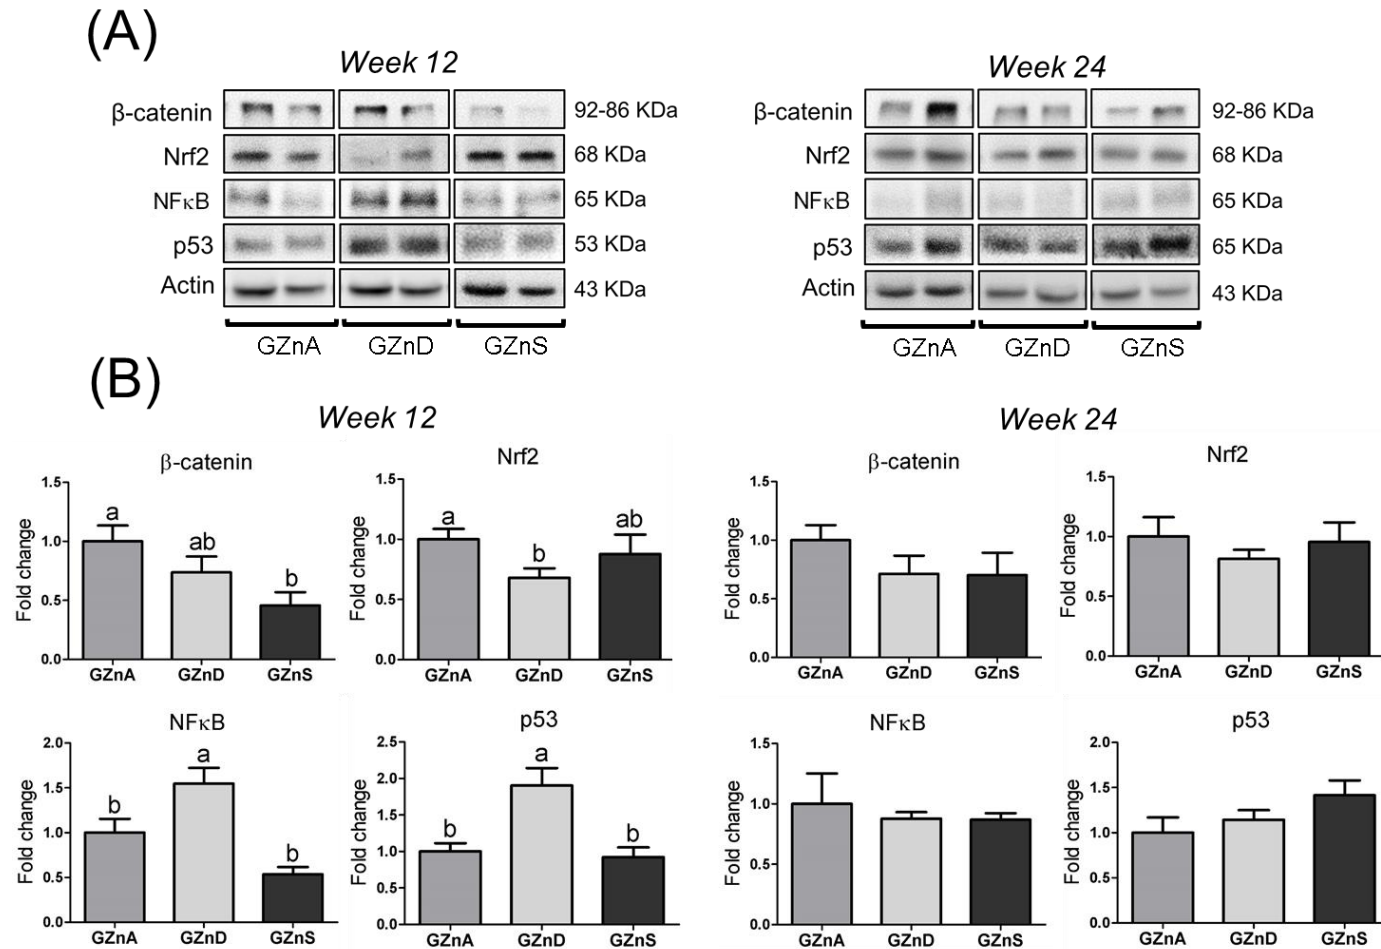 (A)
Week 12
β-catenin
92-86 KDa
Nrf2
68 KDa
NFκB
65 KDa
p53
53 KDa
Actin
43 KDa
GZnA GZnD GZnS
Week 24
β-catenin
92-86 KDa
Nrf2
68 KDa
NFκB
65 KDa
p53
65 KDa
Actin
43 KDa
GZnA GZnD GZnS
(B)
Week 12
β-catenin
Fold change
1.5
1.0
0.5
0.0
a
ab
b
GZnA GZnD GZnS
Nrf2
Fold change
1.5
1.0
0.5
0.0
a
b
ab
GZnA GZnD GZnS
NFκB
Fold change
2.0
1.5
1.0
0.5
0.0
b
a
b
GZnA GZnD GZnS
p53
Fold change
2.5
2.0
1.5
1.0
0.5
0.0
b
a
b
GZnA GZnD GZnS
Week 24
β-catenin
Fold change
1.5
1.0
0.5
0.0
GZnA GZnD GZnS
Nrf2
Fold change
1.5
1.0
0.5
0.0
GZnA GZnD GZnS
NFκB
Fold change
1.5
1.0
0.5
0.0
GZnA GZnD GZnS
p53
Fold change
2.0
1.5
1.0
0.5
0.0
GZnA GZnD GZnS